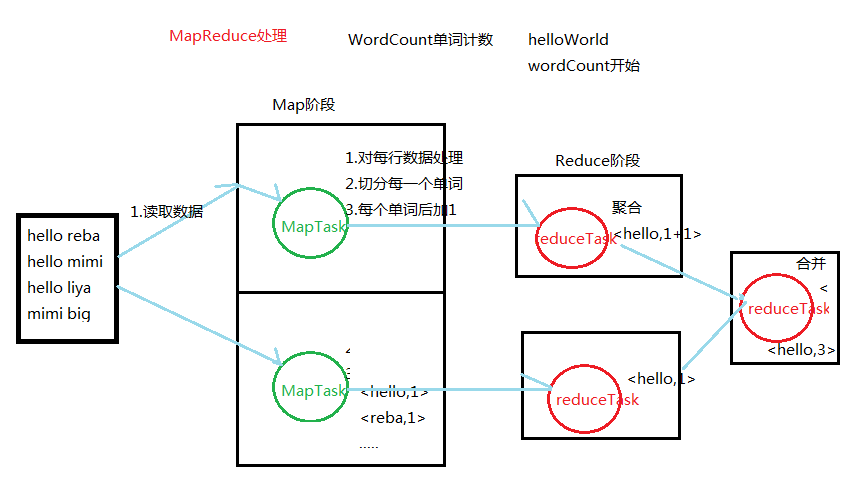 MapReduce处理
WordCount单词计数
helloWorld
wordCount开始
Map阶段
1.对每行数据处理
2.切分每一个单词
3.每个单词后加1
MapTask
1.读取数据
hello reba
hello mimi
hello liya
mimi big
MapTask
<hello,1>
<reba,1>
.....
Reduce阶段
聚合
<hello,1+1>
reduceTask
<hello,1>
reduceTask
合并
<
reduceTask
<hello,3>